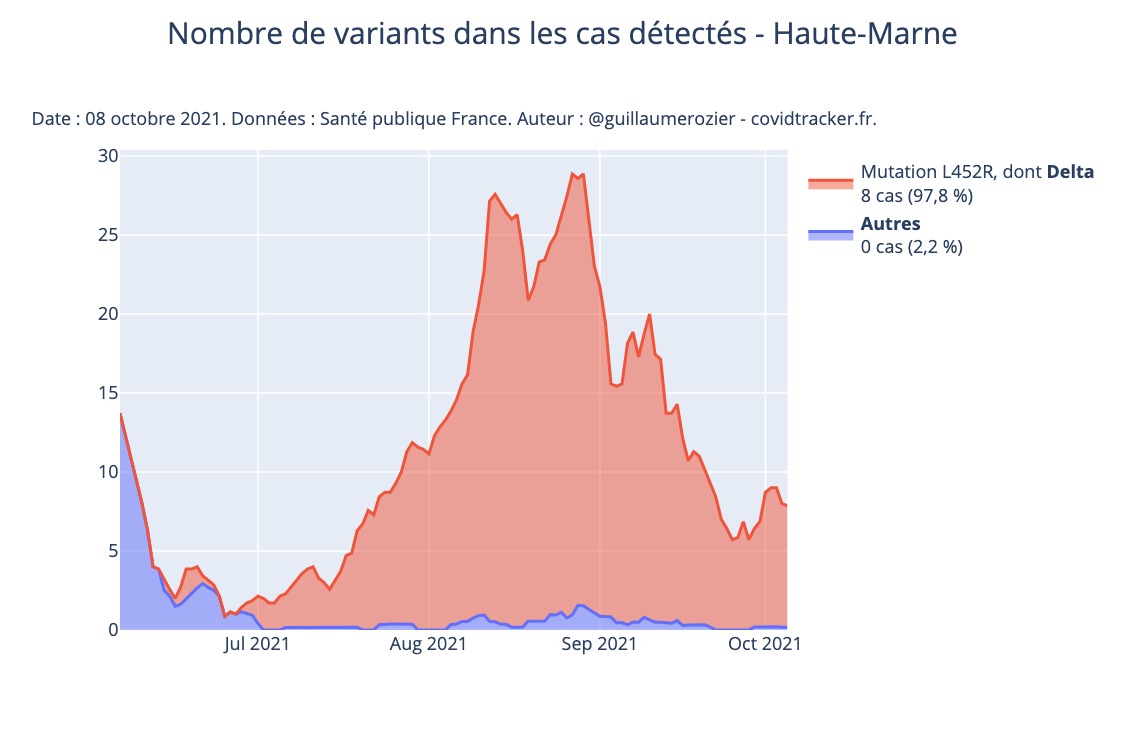 Nombre de variants dans les cas détectés - Haute-Marne
Date : 08 octobre 2021. Données : Santé publique France. Auteur : @guillaumerozier - covidtracker.fr.
30
25
20
15
10
5
0
Jul 2021 Aug 2021 Sep 2021 Oct 2021
Mutation L452R, dont Delta
8 cas (97,8 %)
Autres
0 cas (2,2 %)